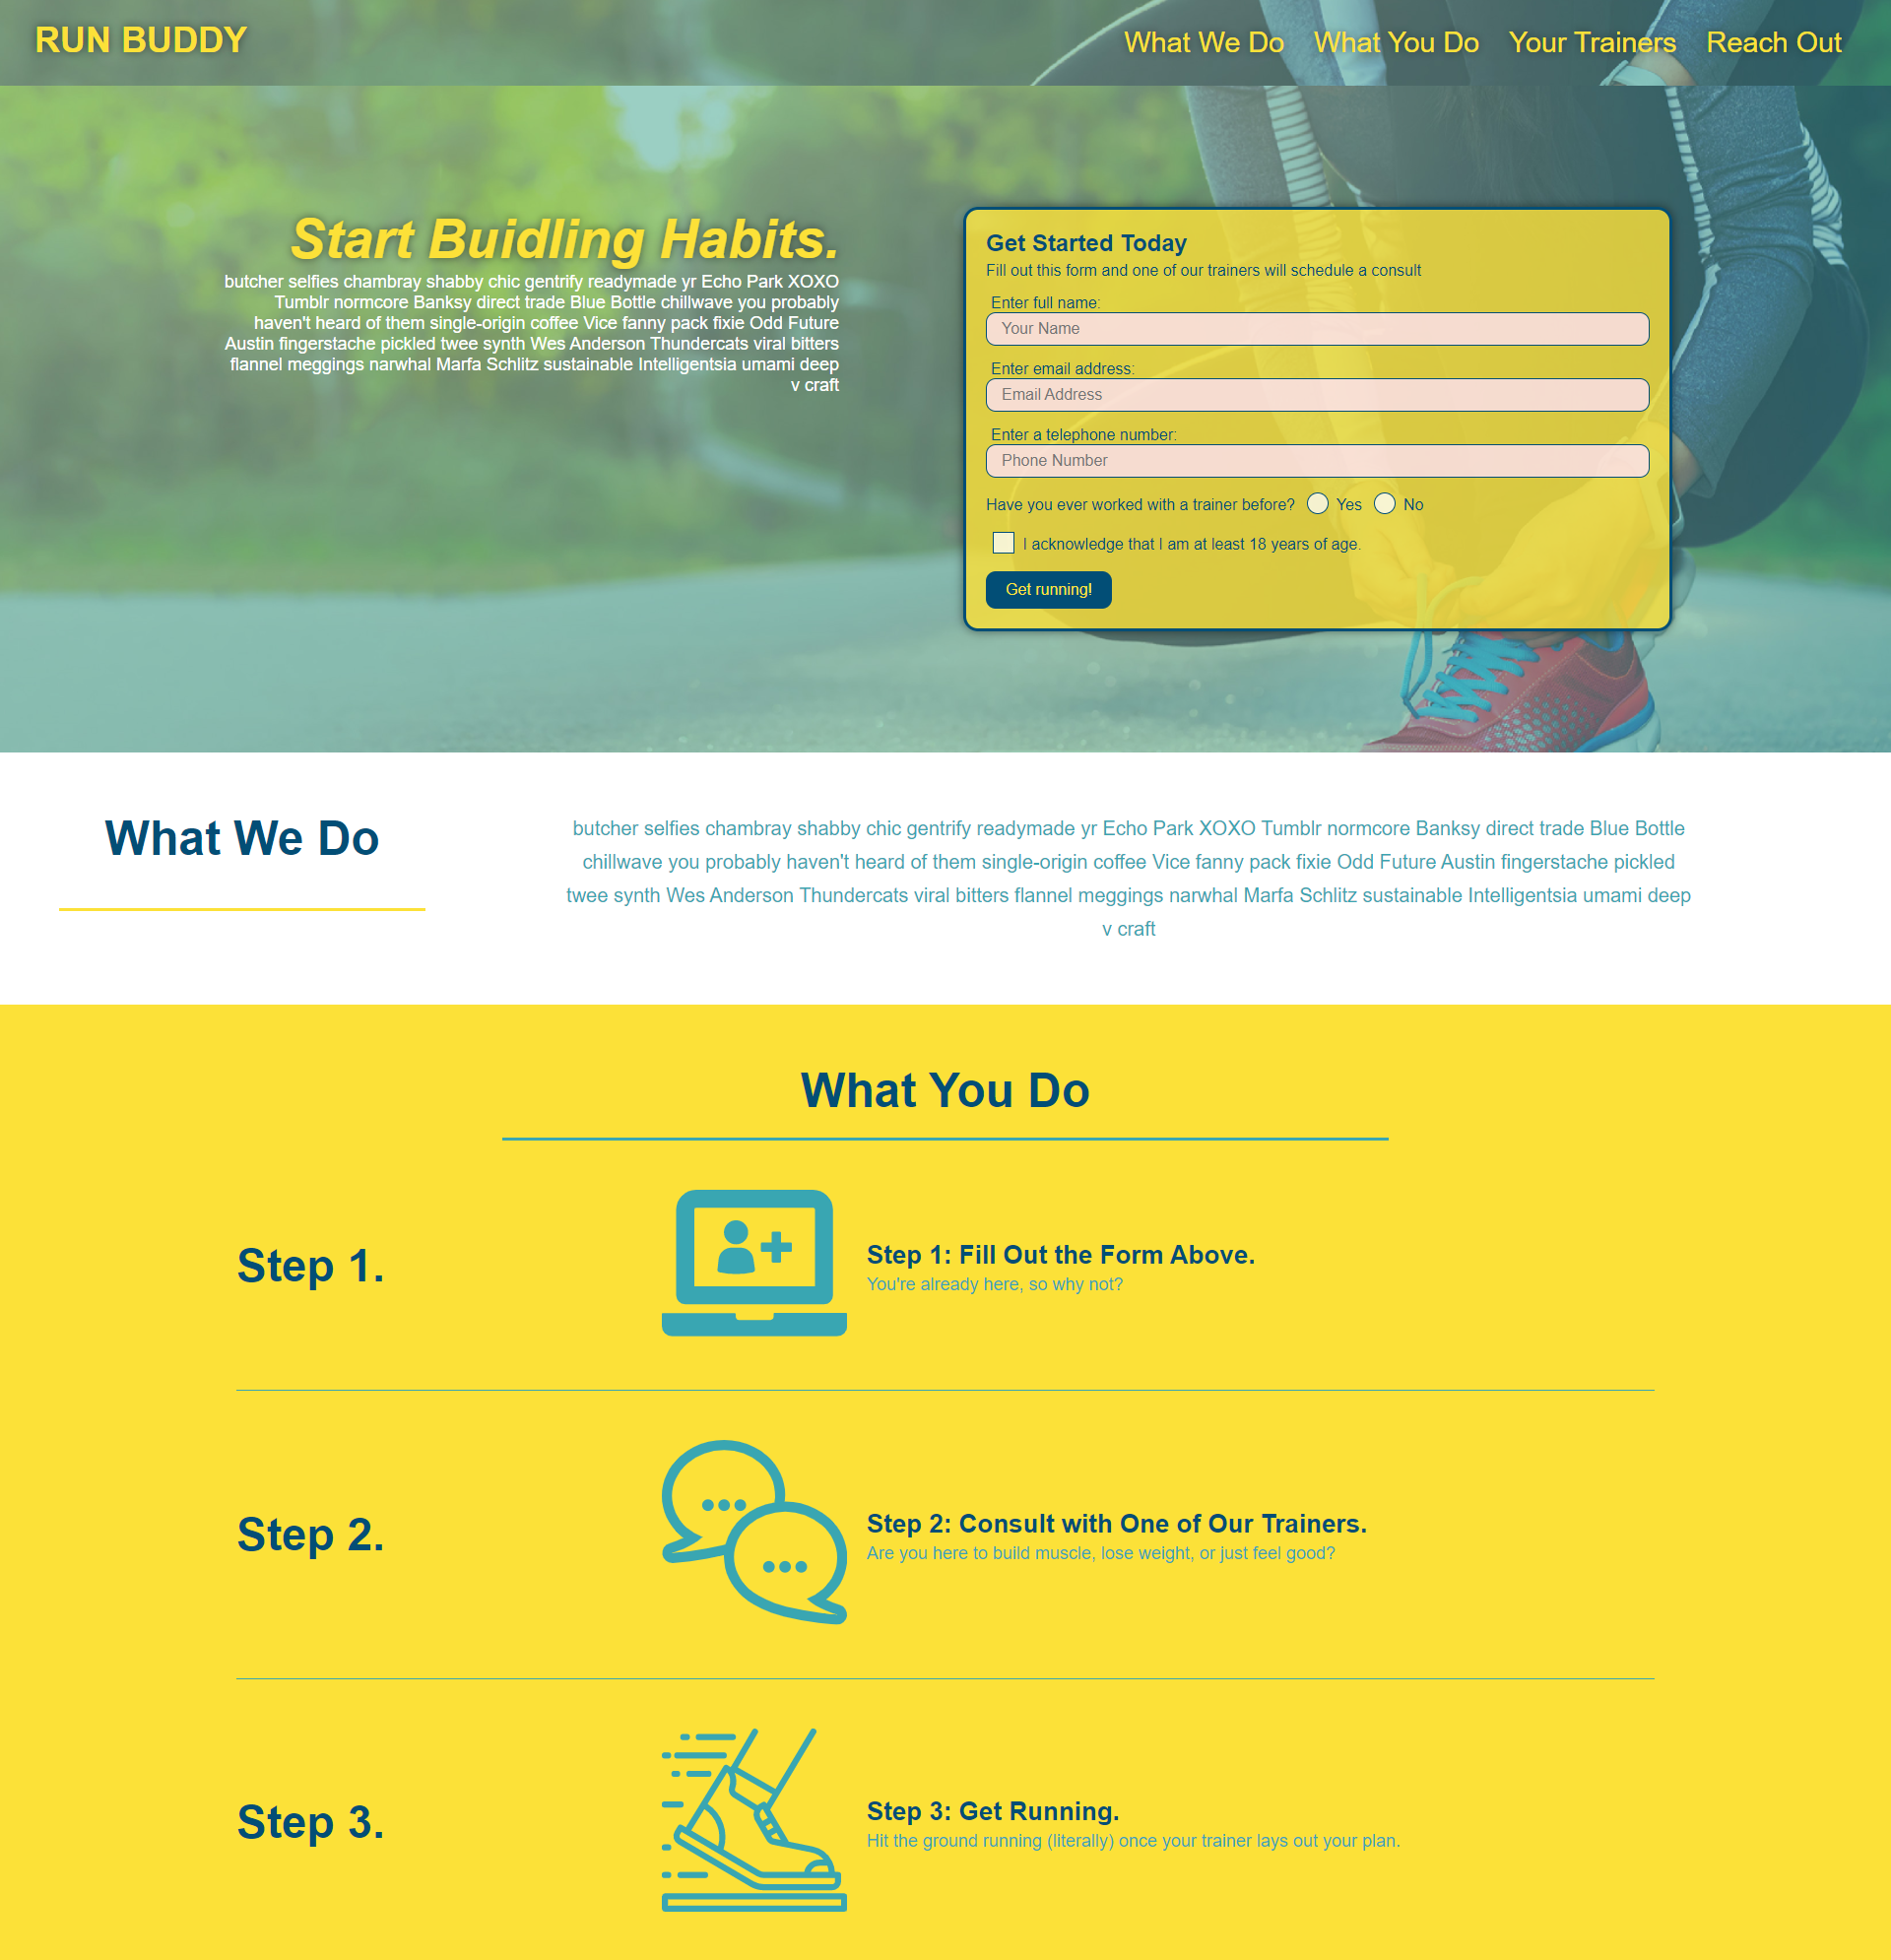 RUN BUDDY
What We Do What You Do Your Trainers Reach Out
Start Buidling Habits.
butcher selfies chambray shabby chic gentrify readymade yr Echo Park XOXO
Tumblr normcore Banksy direct trade Blue Bottle chillwave you probably
haven't heard of them single-origin coffee Vice fanny pack fixie Odd Future
Austin fingerstache pickled twee synth Wes Anderson Thundercats viral bitters
flannel meggings narwhal Marfa Schlitz sustainable Intelligentsia umami deep
v craft
Get Started Today
Fill out this form and one of our trainers will schedule a consult
Enter full name:
Your Name
Enter email address:
Email Address
Enter a telephone number:
Phone Number
Have you ever worked with a trainer before? Yes No
I acknowledge that I am at least 18 years of age.
Get running!
What We Do
butcher selfies chambray shabby chic gentrify readymade yr Echo Park XOXO Tumblr normcore Banksy direct trade Blue Bottle
chillwave you probably haven't heard of them single-origin coffee Vice fanny pack fixie Odd Future Austin fingerstache pickled
twee synth Wes Anderson Thundercats viral bitters flannel meggings narwhal Marfa Schlitz sustainable Intelligentsia umami deep
v craft
What You Do
Step 1.
Step 1: Fill Out the Form Above.
You're already here, so why not?
Step 2.
Step 2: Consult with One of Our Trainers.
Are you here to build muscle, lose weight, or just feel good?
Step 3.
Step 3: Get Running.
Hit the ground running (literally) once your trainer lays out your plan.